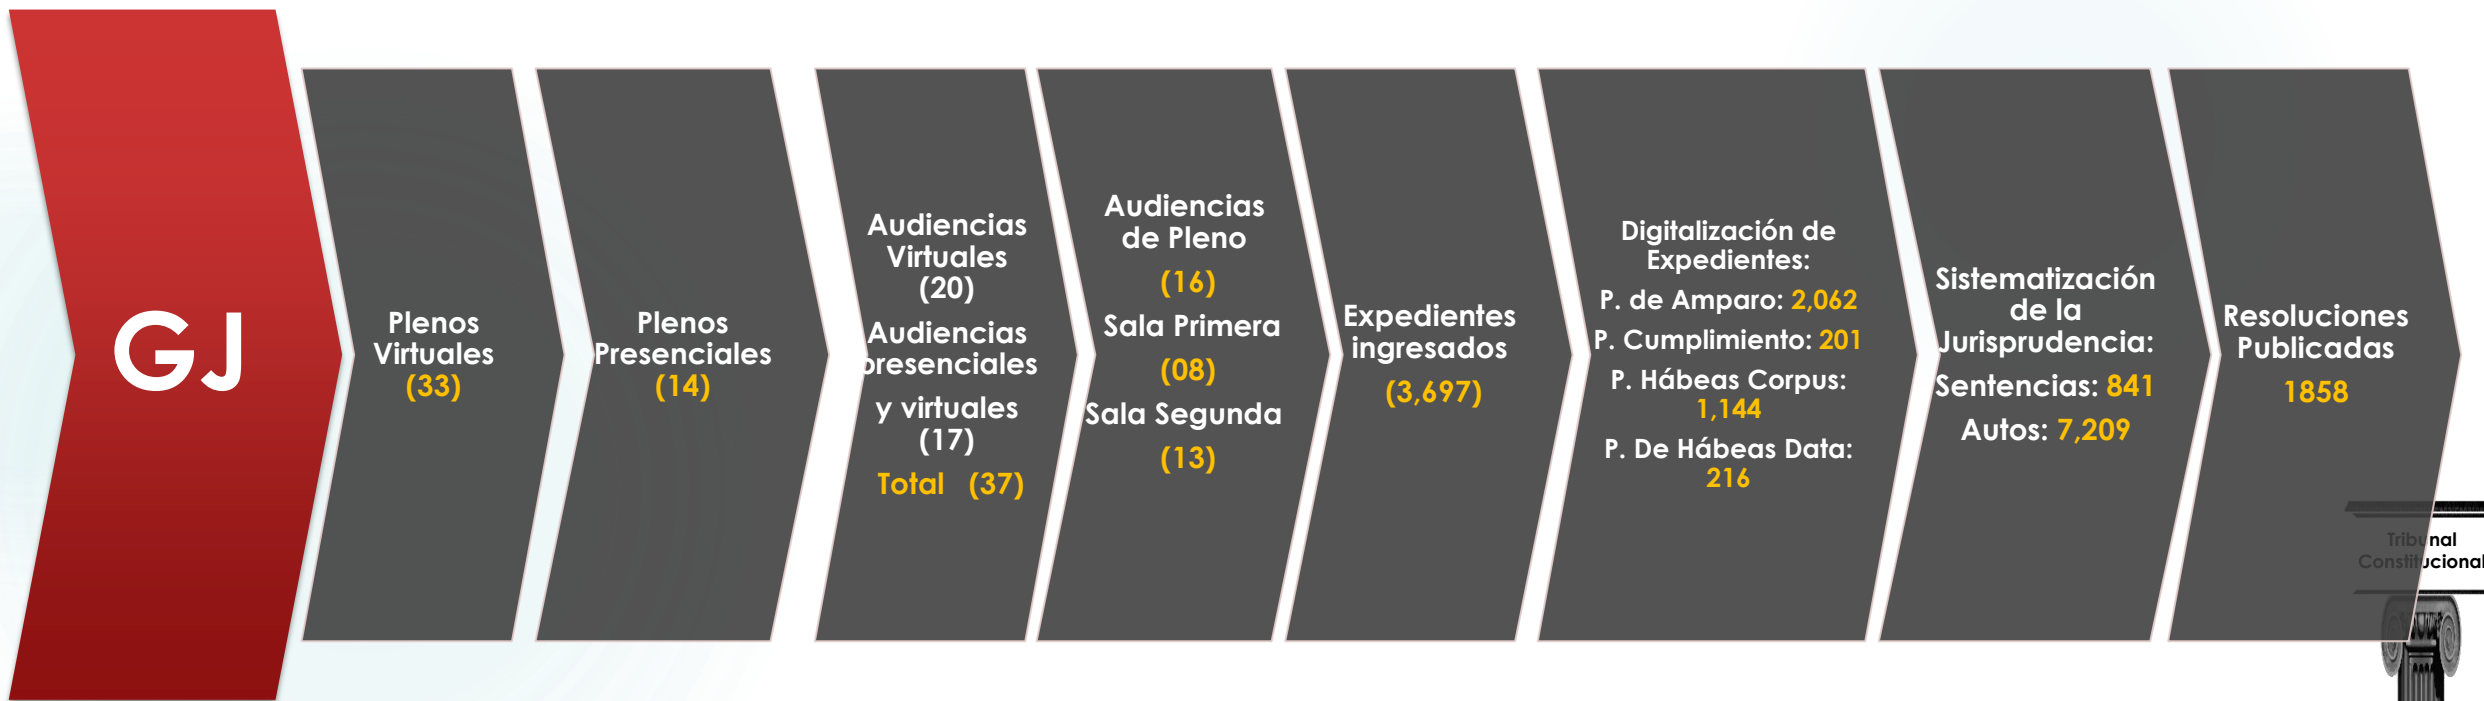 GJ
Plenos
Virtuales
(33)
Plenos
Presenciales
(14)
Audiencias
Virtuales
(20)
Audiencias
presenciales
y virtuales
(17)
Total (37)
Audiencias
de Pleno
(16)
Sala Primera
(08)
Sala Segunda
(13)
Expedientes
ingresados
(3,697)
Digitalización de
Expedientes:
P. de Amparo: 2,062
P. Cumplimiento: 201
P. Hábeas Corpus:
1,144
P. De Hábeas Data:
216
Sistematización
de la
Jurisprudencia:
Sentencias: 841
Autos: 7,209
Resoluciones
Publicadas
1858
Tribunal
Constitucional